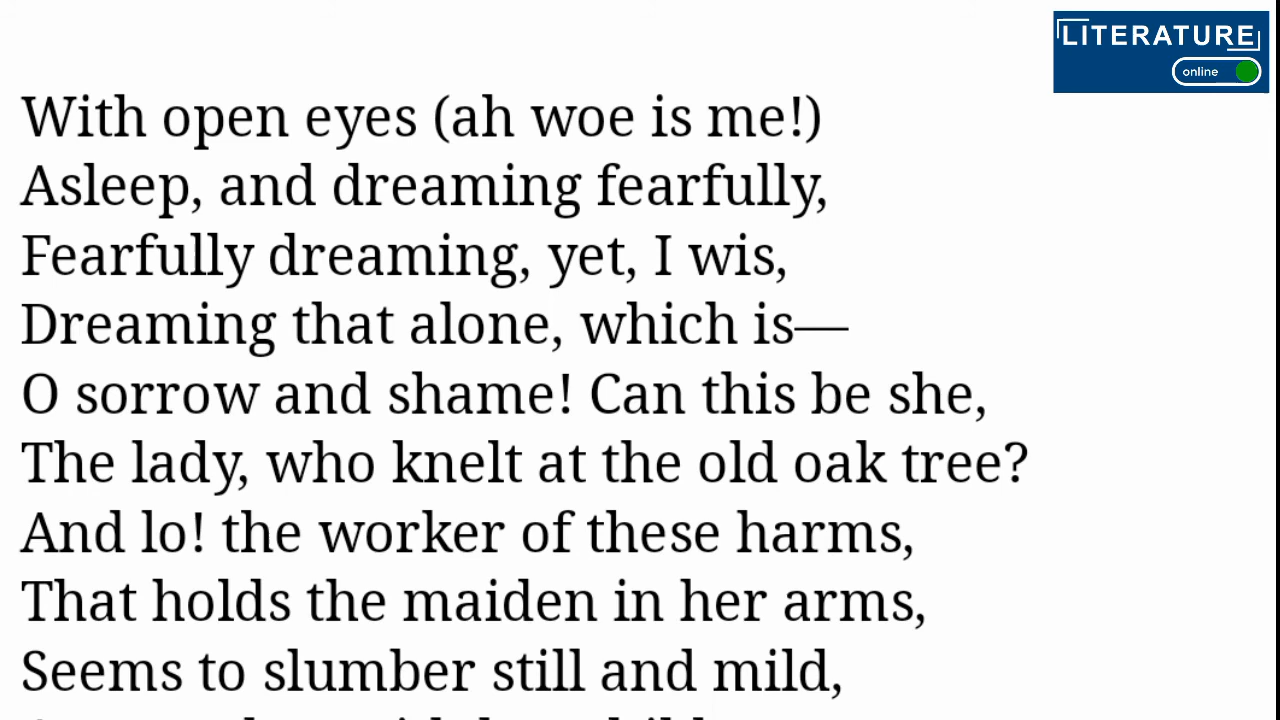 LITERATURE
online
With open eyes (ah woe is me!)
Asleep, and dreaming fearfully,
Fearfully dreaming, yet, I wis,
Dreaming that alone, which is—
O sorrow and shame! Can this be she,
The lady, who knelt at the old oak tree?
And lo! the worker of these harms,
That holds the maiden in her arms,
Seems to slumber still and mild,